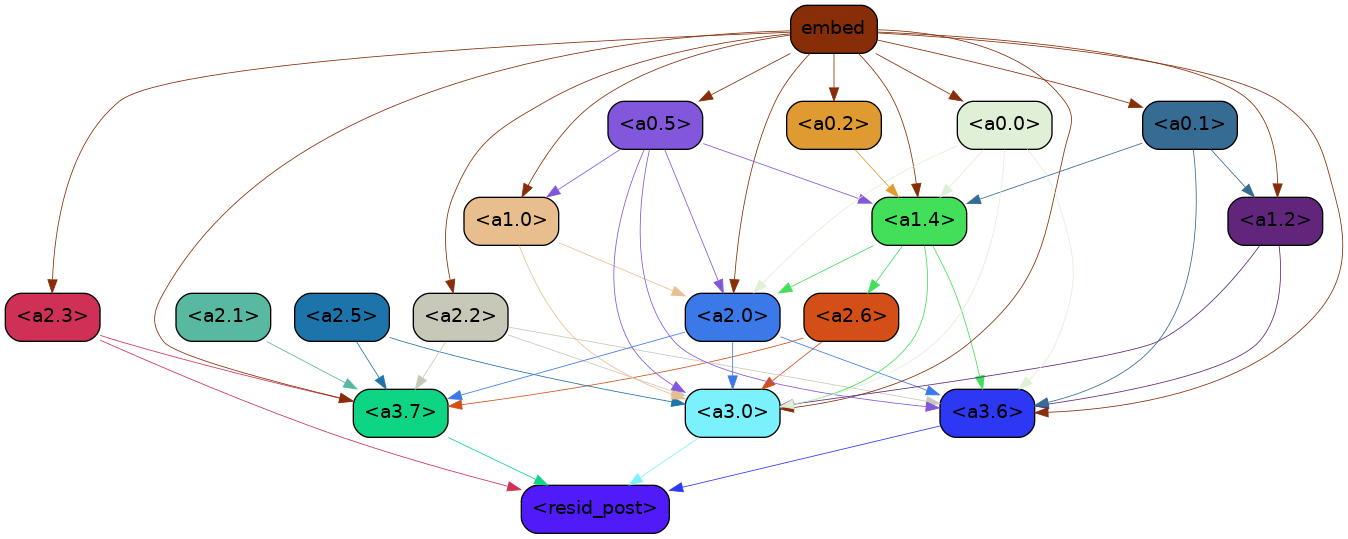 embed
<a0.5>
<a0.2>
<a0.0>
<a0.1>
<a1.0>
<a1.4>
<a1.2>
<a2.3>
<a2.1>
<a2.5>
<a2.2>
<a2.0>
<a2.6>
<a3.7>
<a3.0>
<a3.6>
<resid_post>